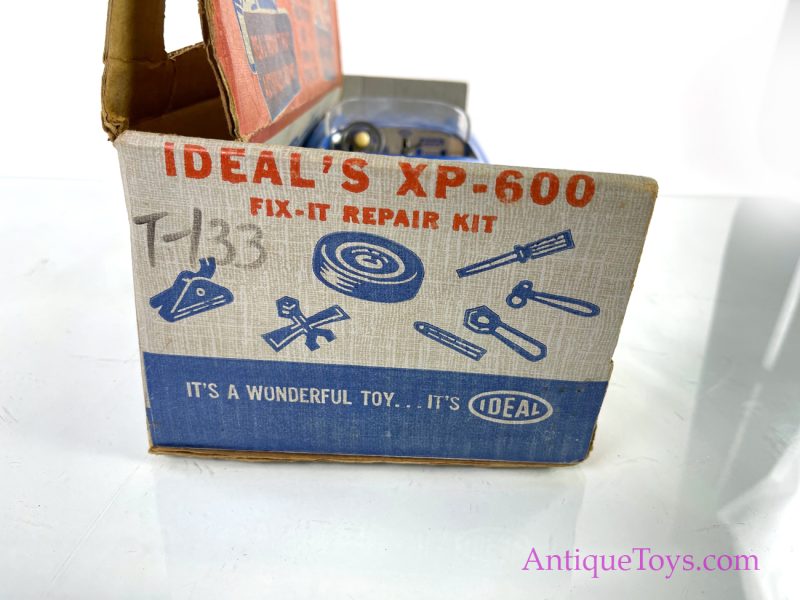 IDEAL'S XP-600
FIX-IT REPAIR KIT
T-133
IT'S A WONDERFUL TOY... IT'S IDEAL
AntiqueToys.com